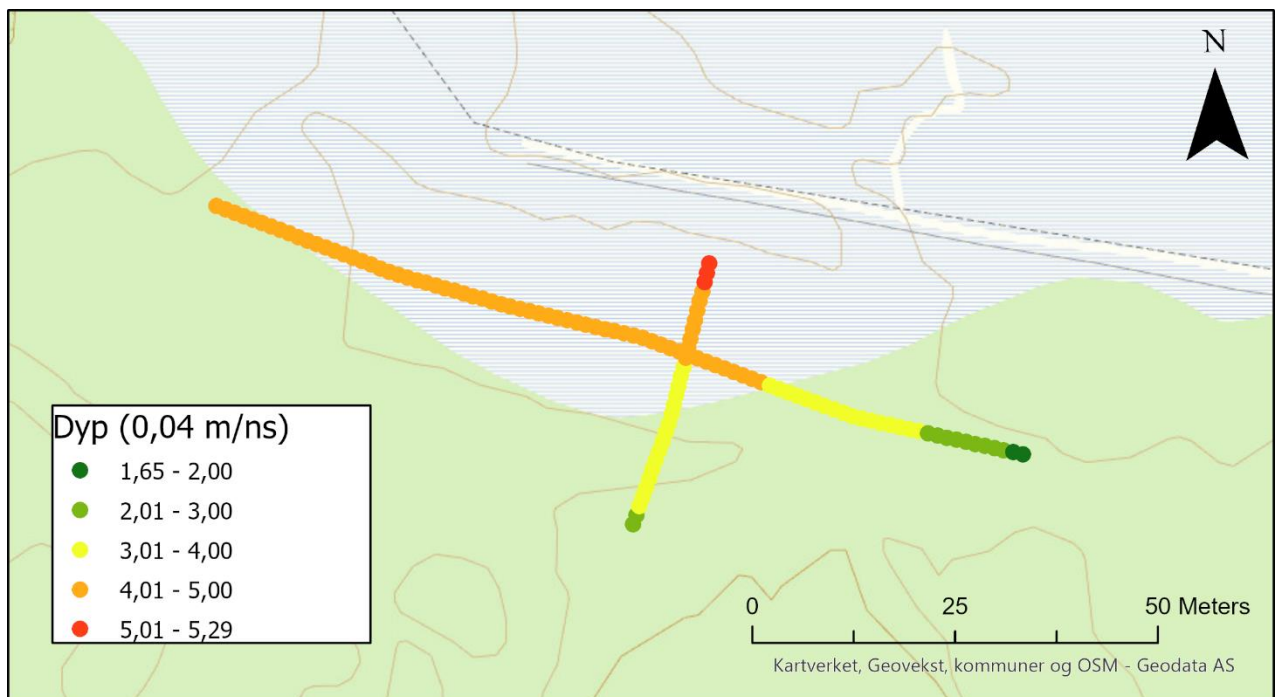 N
Dyp (0,04 m/ns)
1,65 - 2,00
2,01 - 3,00
3,01 - 4,00
4,01 - 5,00
5,01 - 5,29
0 25 50 Meters
Kartverket, Geovekst, kommuner og OSM - Geodata AS